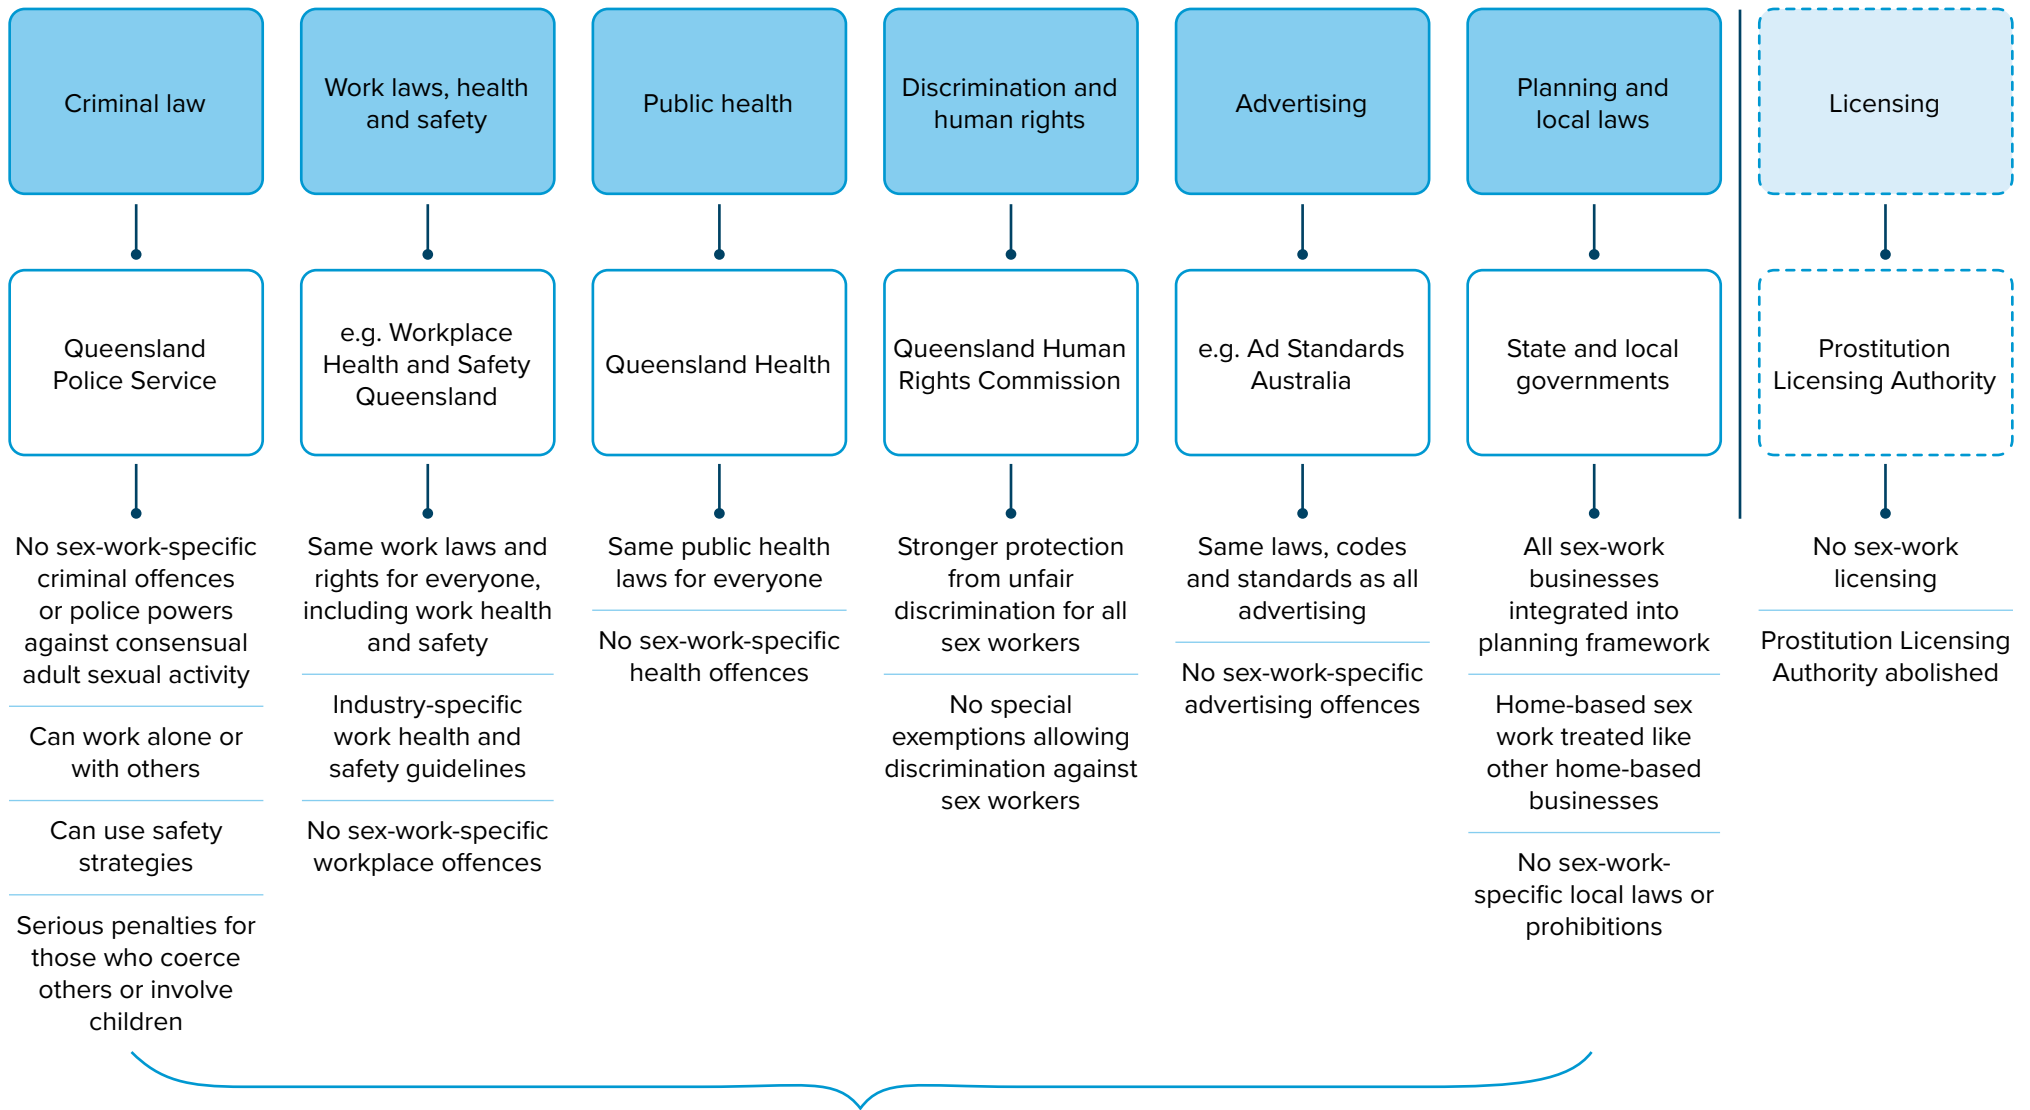 Criminal law
Work laws, health
and safety
Public health
Discrimination and
human rights
Advertising
Planning and
local laws
Licensing
Queensland
Police Service
e.g. Workplace
Health and Safety
Queensland
Queensland Health
Queensland Human
Rights Commission
e.g. Ad Standards
Australia
State and local
governments
Prostitution
Licensing Authority
No sex-work-specific
criminal offences
or police powers
against consensual
adult sexual activity
Can work alone or
with others
Can use safety
strategies
Serious penalties for
those who coerce
others or involve
children
Same work laws and
rights for everyone,
including work health
and safety
Industry-specific
work health and
safety guidelines
No sex-work-specific
workplace offences
Same public health
laws for everyone
No sex-work-specific
health offences
Stronger protection
from unfair
discrimination for all
sex workers
No special
exemptions allowing
discrimination against
sex workers
Same laws, codes
and standards as all
advertising
No sex-work-specific
advertising offences
All sex-work
businesses
integrated into
planning framework
Home-based sex
work treated like
other home-based
businesses
No sex-work-
specific local laws or
prohibitions
No sex-work
licensing
Prostitution Licensing
Authority abolished